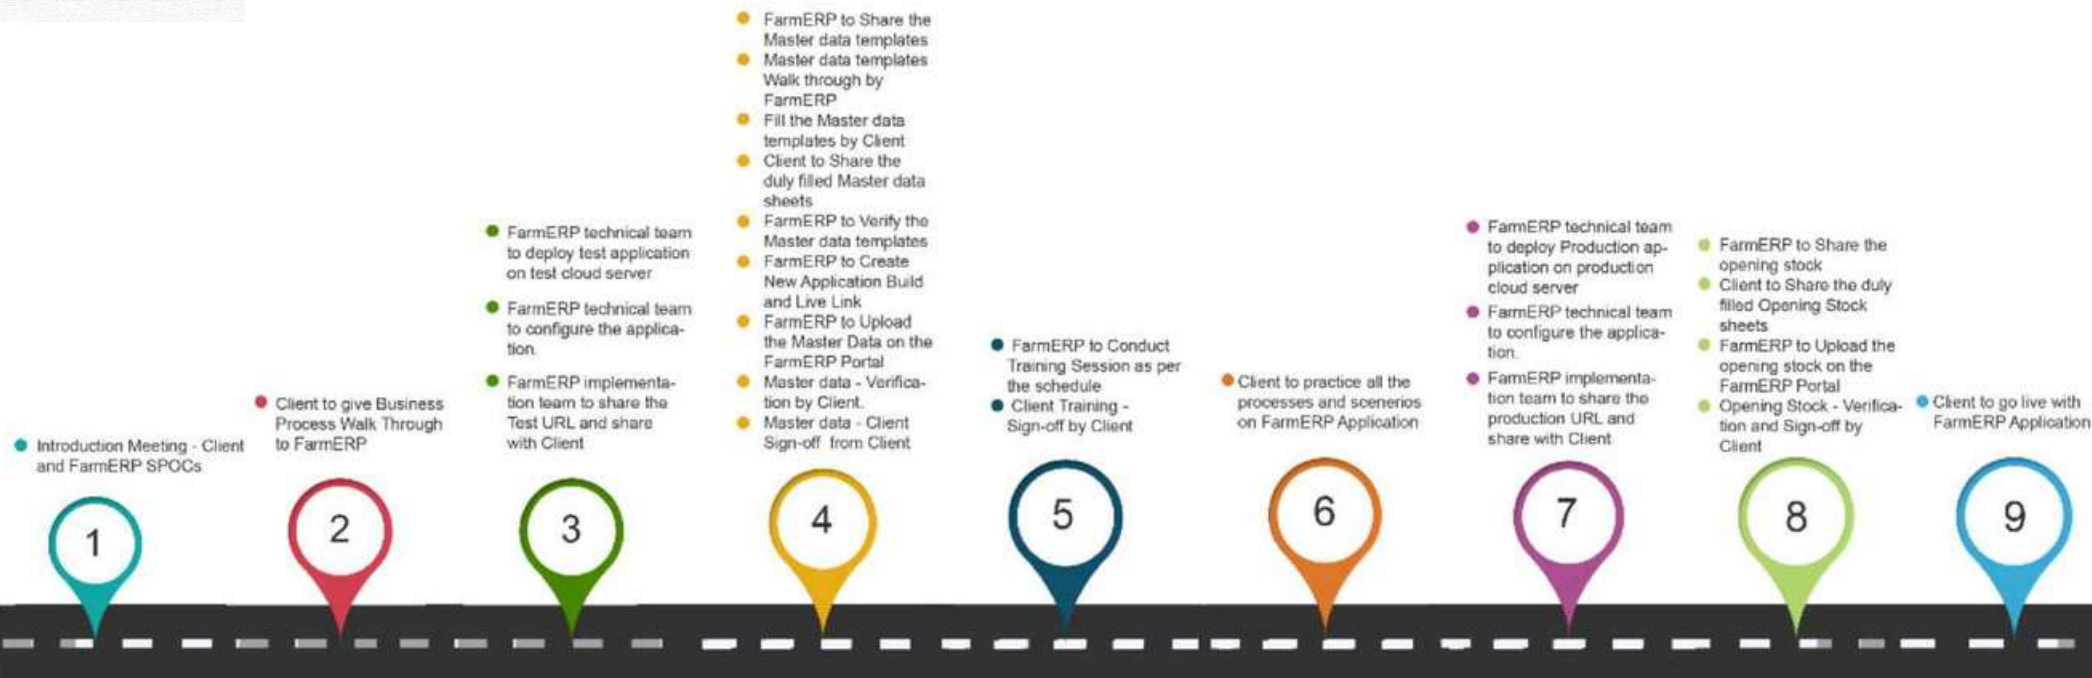 Introduction Meeting - Client
and FarmERP SPOCs
1
Client to give Business
Process Walk Through
to FarmERP
2
FarmERP technical team
to deploy test application
on test cloud server
FarmERP technical team
to configure the applica-
tion.
FarmERP implementa-
tion team to share the
Test URL and share
with Client
3
FarmERP to Share the
Master data templates
Master data templates
Walk through by
FarmERP
Fill the Master data
templates by Client
Client to Share the
duly filled Master data
sheets
FarmERP to Verify the
Master data templates
FarmERP to Create
New Application Build
and Live Link
FarmERP to Upload
the Master Data on the
FarmERP Portal
Master data - Verifica-
tion by Client.
Master data - Client
Sign-off from Client
4
FarmERP to Conduct
Training Session as per
the schedule
Client Training -
Sign-off by Client
5
Client to practice all the
processes and scenerios
on FarmERP Application
6
FarmERP technical team
to deploy Production ap-
plication on production
cloud server
FarmERP technical team
to configure the applica-
tion.
FarmERP implementa-
tion team to share the
production URL and
share with Client
7
FarmERP to Share the
opening stock
Client to Share the duly
filled Opening Stock
sheets
FarmERP to Upload the
opening stock on the
FarmERP Portal
Opening Stock - Verifica-
tion and Sign-off by
Client
8
Client to go live with
FarmERP Application
9